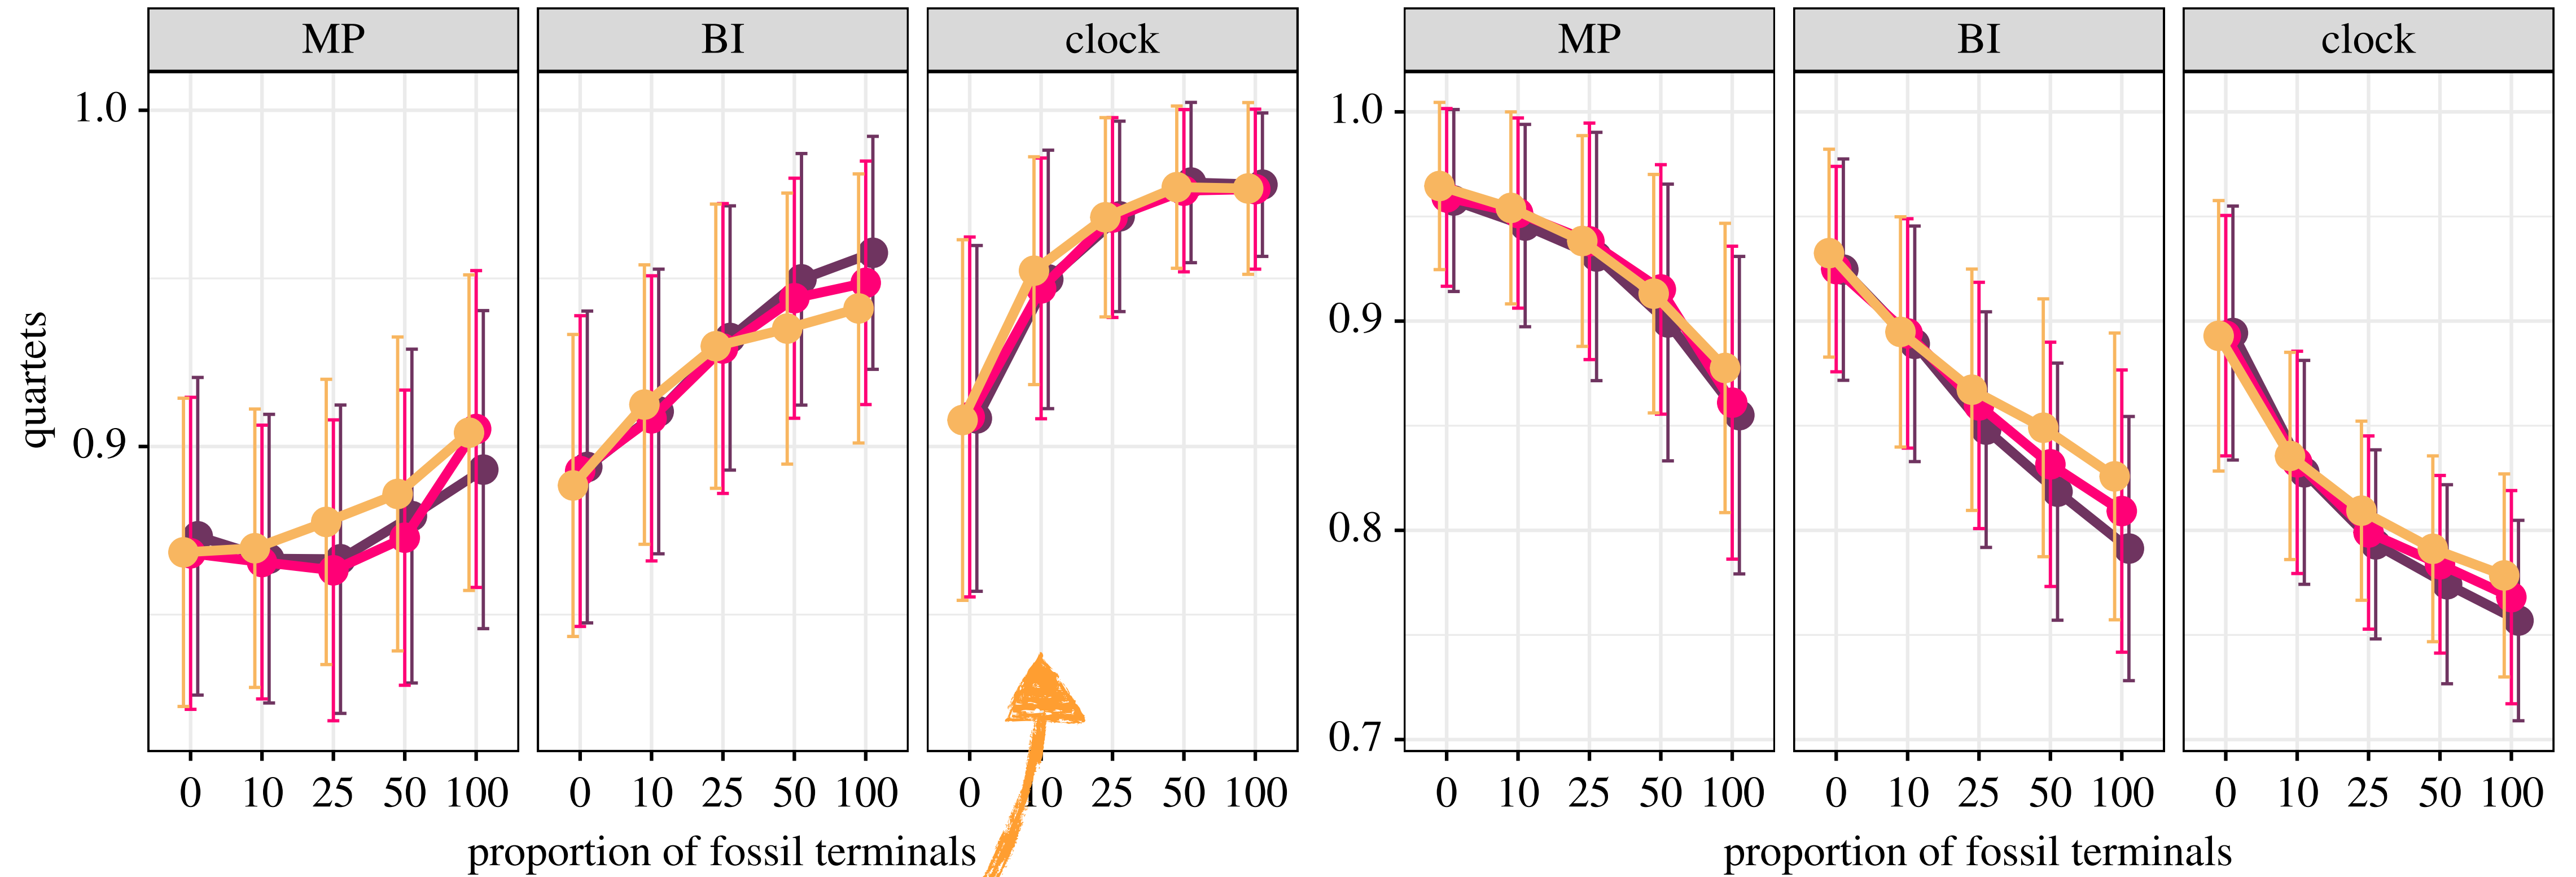 MP BI clock MP BI clock
quartets
1.0 1.0
0.9 0.9
0.8
0.7
0 10 25 50 100 0 10 25 50 100 0 10 25 50 100 0 10 25 50 100 0 10 25 50 100 0 10 25 50 100
proportion of fossil terminals proportion of fossil terminals